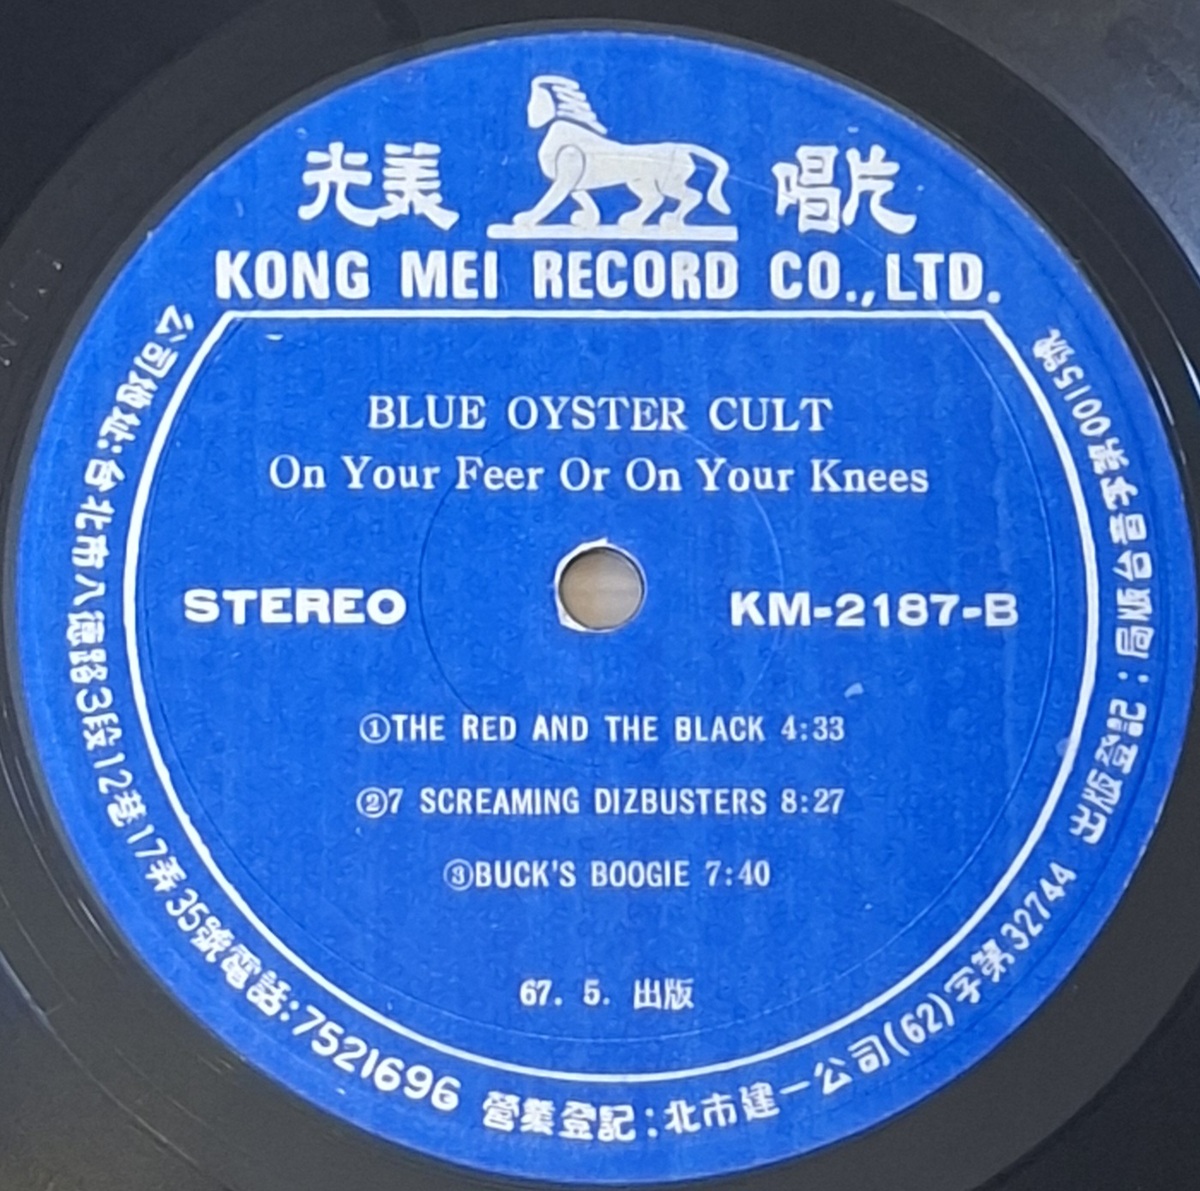 光美 唱片
KONG MEI RECORD CO.,LTD.
BLUE OYSTER CULT
On Your Feer Or On Your Knees
STEREO KM-2187-B
①THE RED AND THE BLACK 4:33
②7 SCREAMING DIZBUSTERS 8:27
③BUCK'S BOOGIE 7:40
67. 5. 出版
公司地址:台北市八德路3段12巷17弄35號電話:7521696 營業登記:北市建一公司(62)字第32744 出版登記:局版台音字第0015號